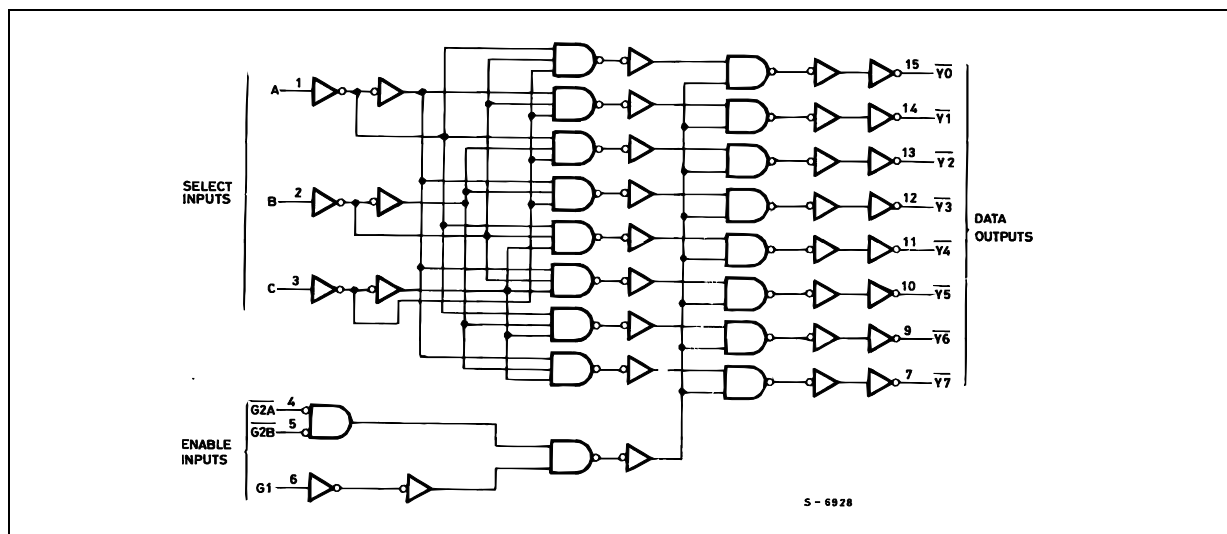 SELECT
INPUTS
A 1
B 2
C 3
ENABLE
INPUTS
G2A 4
G2B 5
G1 6
15 Y0
14 Y1
13 Y2
12 Y3
11 Y4
10 Y5
9 Y6
7 Y7
DATA
OUTPUTS
S - 6928